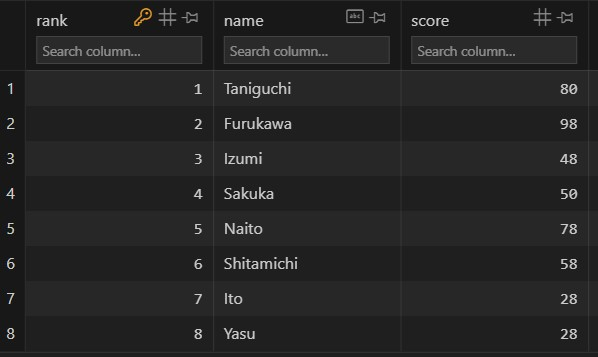 rank name score
Search column... Search column... Search column...
1 1 Taniguchi 80
2 2 Furukawa 98
3 3 Izumi 48
4 4 Sakuka 50
5 5 Naito 78
6 6 Shitamichi 58
7 7 Ito 28
8 8 Yasu 28